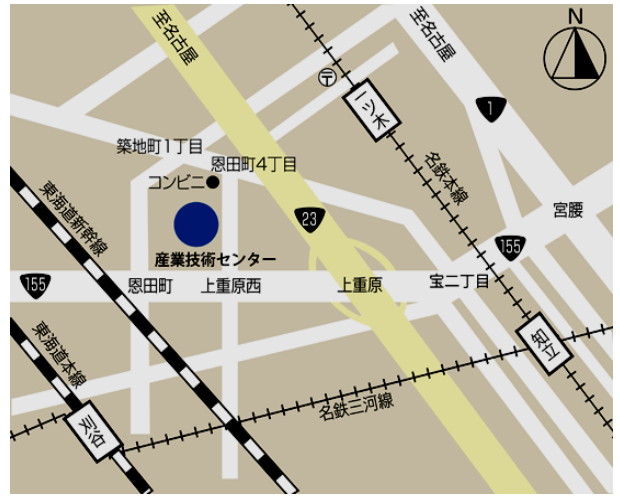 至名古屋
至名古屋
N
〒
一ツ木
1
築地町1丁目
恩田町4丁目
コンビニ
名鉄本線
東海道新幹線
23
宮腰
155
産業技術センター
155
恩田町
上重原西
上重原
宝二丁目
東海道本線
知立
名鉄三河線
刈谷